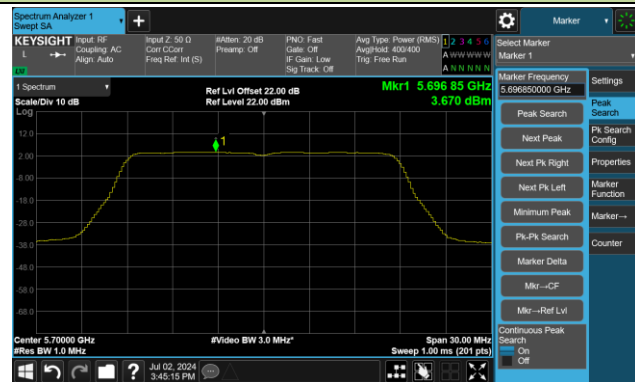 Spectrum Analyzer 1
Swept SA
Marker
KEYSIGHT Input: RF Input Z: 50 Ω #Atten: 20 dB PNO: Fast Avg Type: Power (RMS) 1 2 3 4 5 6
L Coupling: AC Corr CCorr Preamp: Off Gate: Off Avg|Hold: 400/400 A W W W W W
Align: Auto Freq Ref: Int (S) IF Gain: Low Trig: Free Run A N N N N N
Sig Track: Off
LW
Select Marker
Marker 1
1 Spectrum
Scale/Div 10 dB
Log
Ref Lvl Offset 22.00 dB
Ref Level 22.00 dBm
Mkr1 5.696 85 GHz
3.670 dBm
12.0
2.00
-8.00
-18.0
-28.0
-38.0
-48.0
-58.0
-68.0
1
Center 5.70000 GHz
#Res BW 1.0 MHz
#Video BW 3.0 MHz*
Span 30.00 MHz
Sweep 1.00 ms (201 pts)
Marker Frequency
5.696850000 GHz
Peak Search
Next Peak
Next Pk Right
Next Pk Left
Minimum Peak
Pk-Pk Search
Marker Delta
Mkr→CF
Mkr→Ref Lvl
Continuous Peak
Search
On
Off
Settings
Peak
Search
Pk Search
Config
Properties
Marker
Function
Marker→
Counter
Jul 02, 2024
3:45:15 PM